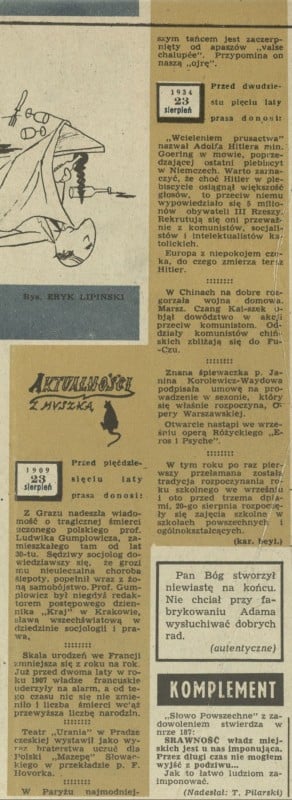 Rys. ERYK LIPIŃSKI
AKTUALNOŚCI
Z MYSZKĄ
1909
23
sierpień
Przed pięćdzie-
sięciu laty
prasa donosi:
Z Grazu nadeszła wiado-
mość o tragicznej śmierci
uczonego polskiego prof.
Ludwika Gumplowicza, za-
mieszkałego tam od lat
30-tu. Sędziwy socjolog do-
wiedziawszy się, że grozi
mu nieuleczalna choroba
ślepoty, popełnił wraz z żo-
ną samobójstwo. Prof. Gum-
plowicz był niegdyś redak-
torem postępowego dzien-
nika „Kraj" w Krakowie,
sława wszechświatową w
dziedzinie socjologii i pra-
wa.
::::::::
Skala urodzeń we Francji
zmniejsza się z roku na rok.
Już przed dwoma laty w ro-
ku 1907 władze francuskie
uderzyły na alarm, a od te-
go czasu nic się nie zmie-
niło i liczba śmierci wciąż
przewyższa liczbę narodzin.
::::::::
Teatr „Urania" w Pradze
czeskiej wystawił jako wy-
raz braterstwa uczuć dla
Polski „Mazepę" Słowac-
kiego w przekładzie p. F.
Hovorka.
::::::::
W Paryżu najmodniej-
szym tańcem jest zaczerp-
nięty od apaszów „valse
chaloupée". Przypomina on
naszą „ojrę".
1934
23
sierpień
Przed dwudzie-
stu pięciu laty
prasa donosi:
„Wcieleniem prusactwa"
nazwał Adolfa Hitlera min.
Goering w mowie, poprze-
dzającej ostatni plebiscyt
w Niemczech. Warto zazna-
czyć, że choć Hitler w ple-
biscycie osiągnął większość
głosów, to przeciw niemu
wypowiedziało się 5 milio-
nów obywateli III Rzeszy.
Rekrutują się oni przeważ-
nie z komunistów, socjali-
stów i intelektualistów ka-
tolickich.
Europa z niepokojem cze-
ka, do czego zmierza teraz
Hitler.
::::::::
W Chinach na dobre roz-
gorzała wojna domowa.
Marsz. Czang Kai-szek o-
bjął dowództwo w akcji
przeciw komunistom. Od-
działy komunistów chiń-
skich zbliżają się do Fu-
-Czu.
::::::::
Znana śpiewaczka p. Ja-
nina Korolewicz-Waydowa
podpisała umowę na pro-
wadzenie w sezonie, który
się właśnie rozpoczyna, O-
pery Warszawskiej.
Otwarcie nastąpi we wrze-
śniu operą Różyckiego „E-
ros i Psyche".
::::::::
W tym roku po raz pier-
wszy przełamana została
tradycja rozpoczynania ro-
ku szkolnego we wrześniu
i oto przed trzema dnia-
mi, 20-go sierpnia rozpoczę-
ły się zajęcia szkolne w
szkołach powszechnych i
ogólnokształcących.
(kar. beyl.)
Pan Bóg stworzył
niewiastę na końcu.
Nie chciał przy fa-
brykowaniu Adama
wysłuchiwać dobrych
rad.
(autentyczne)
KOMPLEMENT
„Słowo Powszechne" z za-
dowoleniem stwierdza w
nrze 187:
SRAWNOŚĆ władz miej-
skich jest u nas imponująca.
Przez długi czas nie mogłem
wyjść z podziwu...
Jak to łatwo ludziom za-
imponować.
(Nadesłał: T. Pilarski)